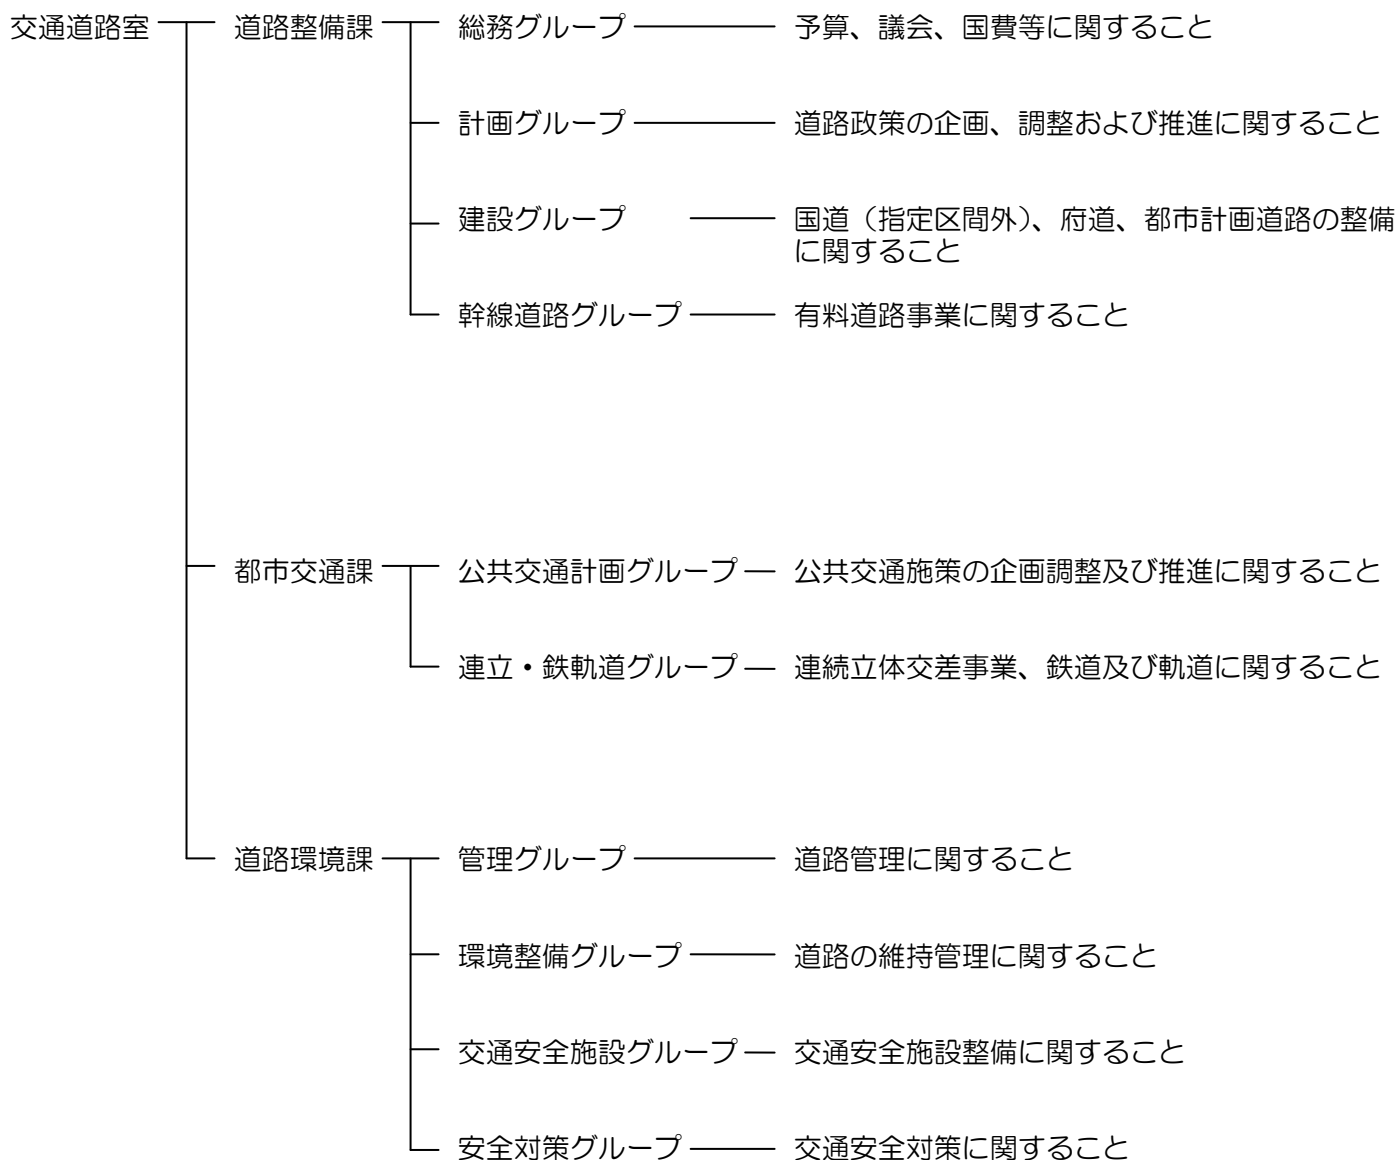 交通道路室 道路整備課 総務グループ 予算、議会、国費等に関すること
計画グループ 道路政策の企画、調整および推進に関すること
建設グループ 国道（指定区間外）、府道、都市計画道路の整備
に関すること
幹線道路グループ 有料道路事業に関すること
都市交通課 公共交通計画グループ 公共交通施策の企画調整及び推進に関すること
連立・鉄軌道グループ 連続立体交差事業、鉄道及び軌道に関すること
道路環境課 管理グループ 道路管理に関すること
環境整備グループ 道路の維持管理に関すること
交通安全施設グループ 交通安全施設整備に関すること
安全対策グループ 交通安全対策に関すること